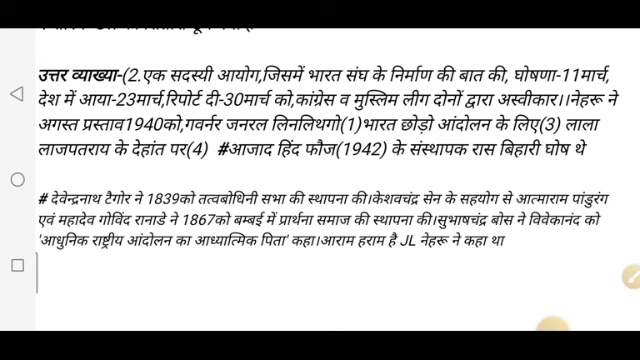 उत्तर व्याख्या-(2.एक सदस्यी आयोग,जिसमें भारत संघ के निर्माण की बात की, घोषणा-11मार्च,
देश में आया-23मार्च,रिपोर्ट दी-30मार्च को,कांग्रेस व मुस्लिम लीग दोनों द्वारा अस्वीकार।।नेहरू ने
अगस्त प्रस्ताव1940को,गवर्नर जनरल लिनलिथगो(1)भारत छोड़ो आंदोलन के लिए(3) लाला
लाजपतराय के देहांत पर(4) #आजाद हिंद फौज(1942) के संस्थापक रास बिहारी घोष थे
# देवेन्द्रनाथ टैगोर ने 1839को तत्वबोधिनी सभा की स्थापना की।केशवचंद्र सेन के सहयोग से आत्माराम पांडुरंग
एवं महादेव गोविंद रानाडे ने 1867को बम्बई में प्रार्थना समाज की स्थापना की।सुभाषचंद्र बोस ने विवेकानंद को
'आधुनिक राष्ट्रीय आंदोलन का आध्यात्मिक पिता' कहा।आराम हराम है JL नेहरू ने कहा था